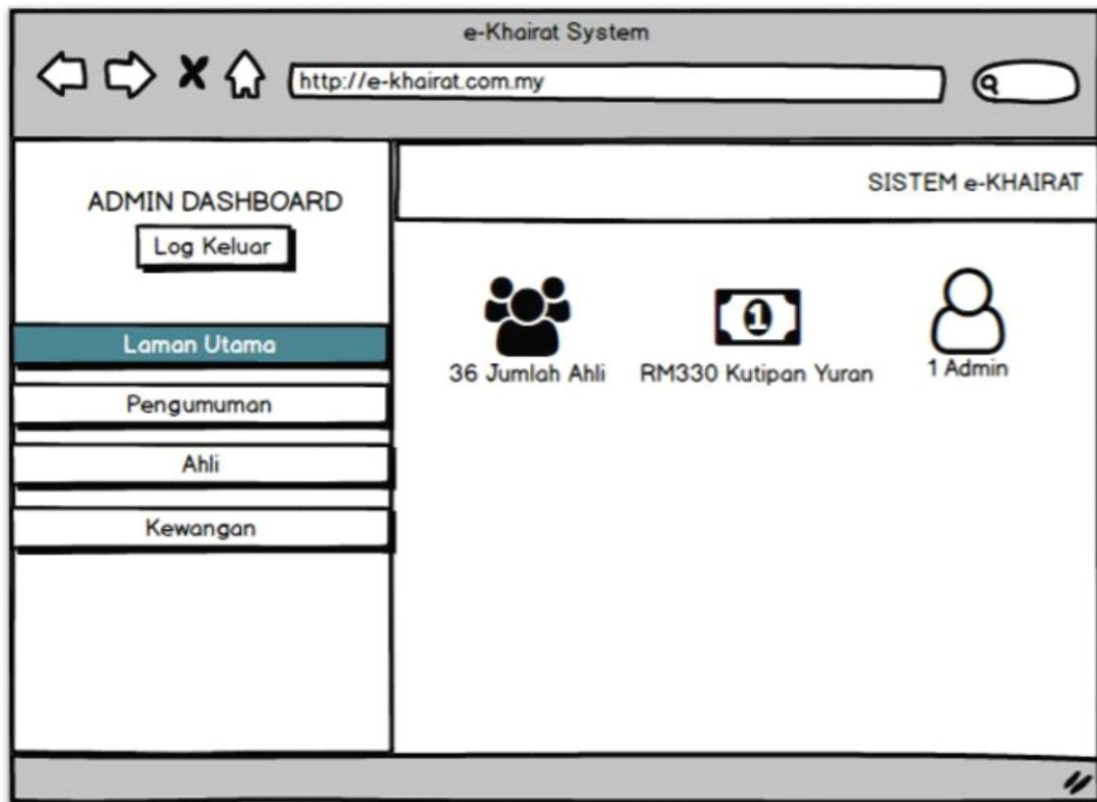 e-Khairat System
http://e-khairat.com.my
ADMIN DASHBOARD
Log Keluar
Laman Utama
Pengumuman
Ahli
Kewangan
SISTEM e-KHAIRAT
1
36 Jumlah Ahli
RM330 Kutipan Yuran
1 Admin